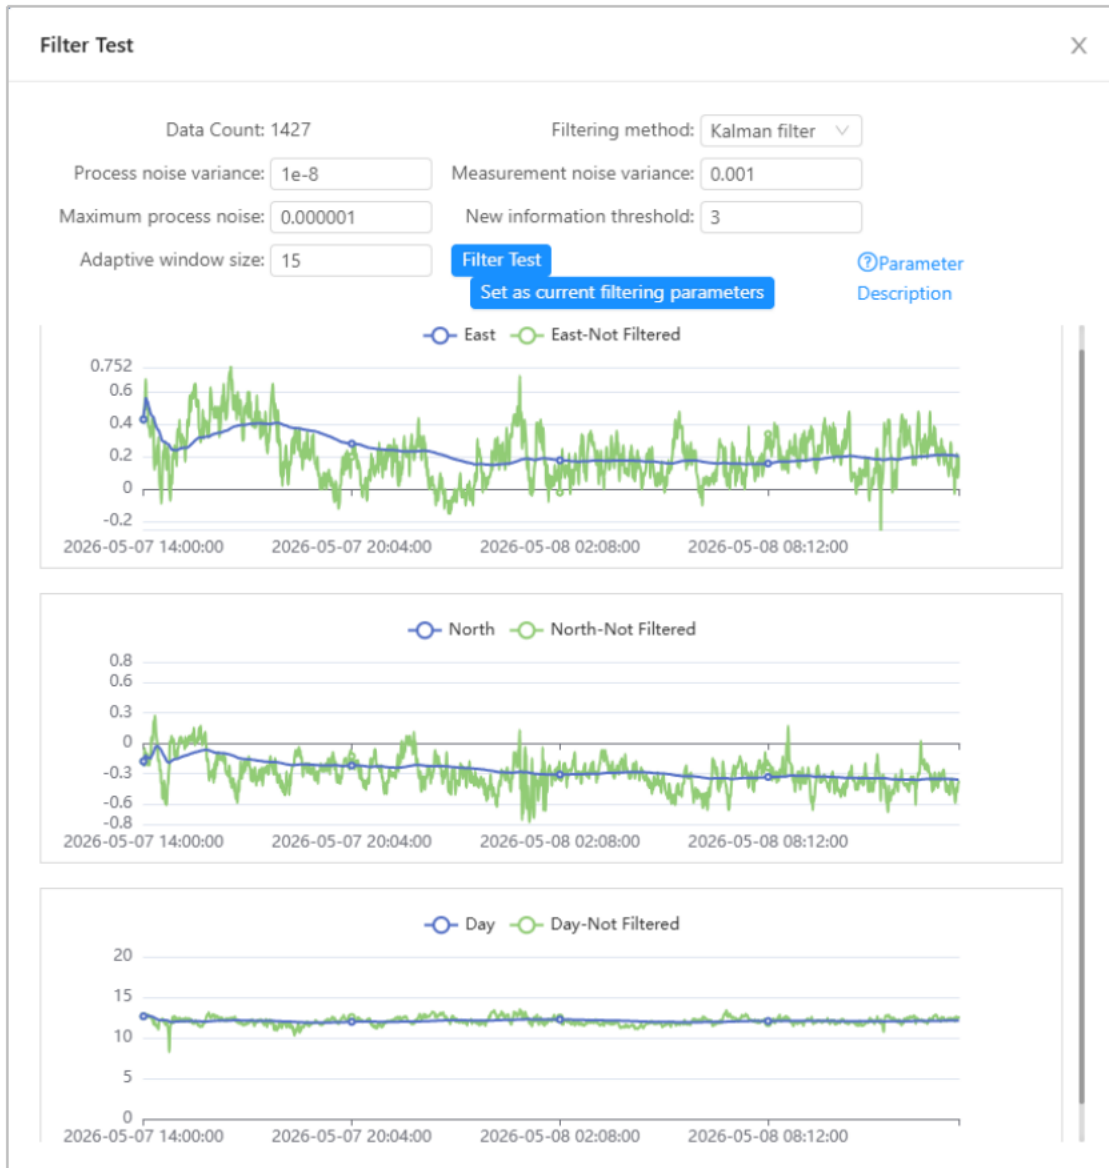 Filter Test
Data Count: 1427
Filtering method: Kalman filter
Process noise variance: 1e-8
Measurement noise variance: 0.001
Maximum process noise: 0.000001
New information threshold: 3
Adaptive window size: 15
Filter Test
Parameter
Set as current filtering parameters
Description
East East-Not Filtered
0.752
0.6
0.4
0.2
0
-0.2
2026-05-07 14:00:00 2026-05-07 20:04:00 2026-05-08 02:08:00 2026-05-08 08:12:00
North North-Not Filtered
0.8
0.6
0.3
0
-0.3
-0.6
-0.8
2026-05-07 14:00:00 2026-05-07 20:04:00 2026-05-08 02:08:00 2026-05-08 08:12:00
Day Day-Not Filtered
20
15
10
5
0
2026-05-07 14:00:00 2026-05-07 20:04:00 2026-05-08 02:08:00 2026-05-08 08:12:00